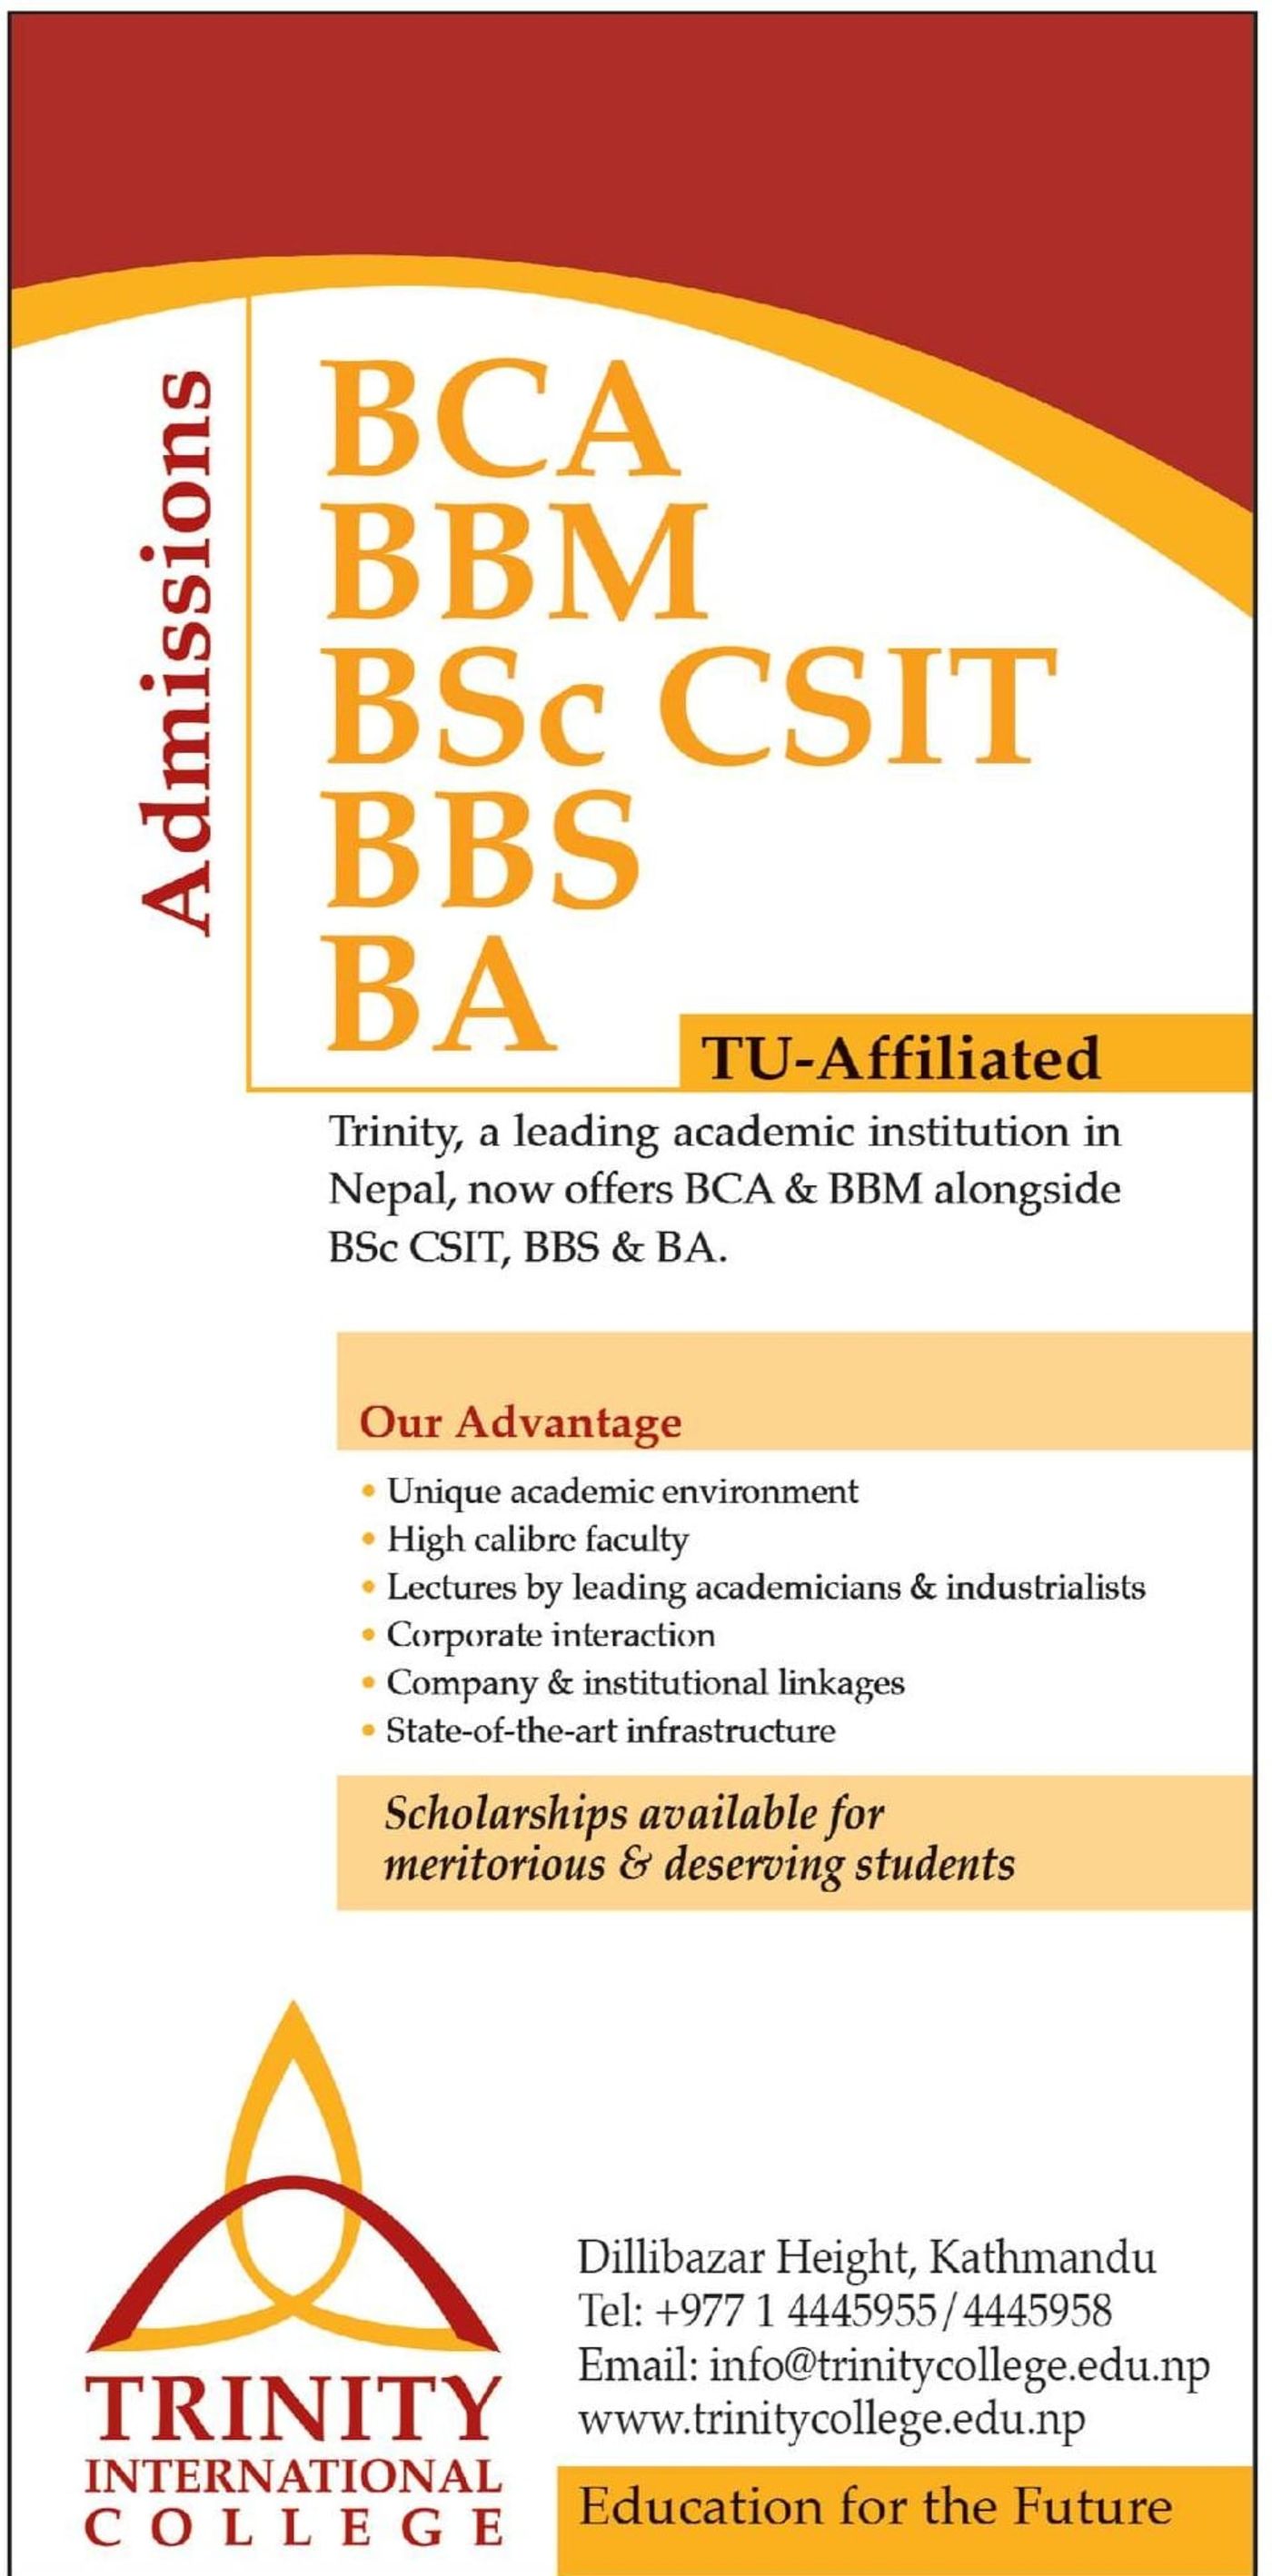 Admissions
BCA
BBM
BSc CSIT
BBS
BA
TU-Affiliated
Trinity, a leading academic institution in
Nepal, now offers BCA & BBM alongside
BSc CSIT, BBS & BA.
Our Advantage
• Unique academic environment
• High calibre faculty
• Lectures by leading academicians & industrialists
• Corporate interaction
• Company & institutional linkages
• State-of-the-art infrastructure
Scholarships available for
meritorious & deserving students
TRINITY
INTERNATIONAL
COLLEGE
Dillibazar Height, Kathmandu
Tel: +977 1 4445955/4445958
Email: info@trinitycollege.edu.np
www.trinitycollege.edu.np
Education for the Future